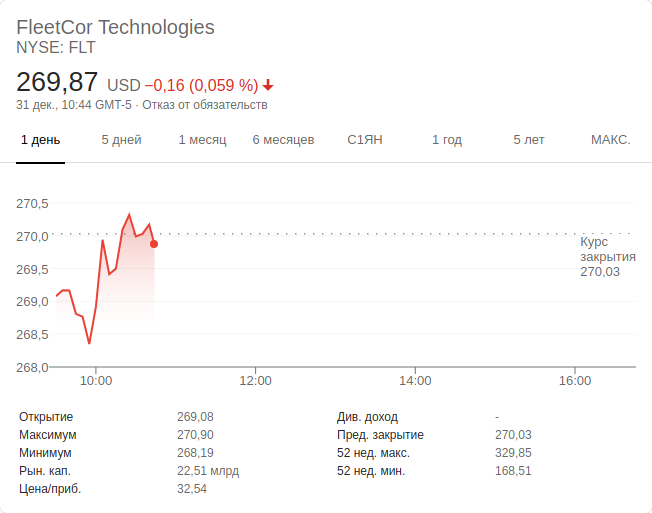 FleetCor Technologies
NYSE: FLT
269,87 USD −0,16 (0,059 %)
31 дек., 10:44 GMT-5 · Отказ от обязательств
1 день 5 дней 1 месяц 6 месяцев С1ЯН 1 год 5 лет МАКС.
270,5
270,0
Курс
закрытия
270,03
269,5
269,0
268,5
268,0
10:00 12:00 14:00 16:00
Открытие 269,08 Див. доход -
Максимум 270,90 Пред. закрытие 270,03
Минимум 268,19 52 нед. макс. 329,85
Рын. кап. 22,51 млрд 52 нед. мин. 168,51
Цена/приб. 32,54